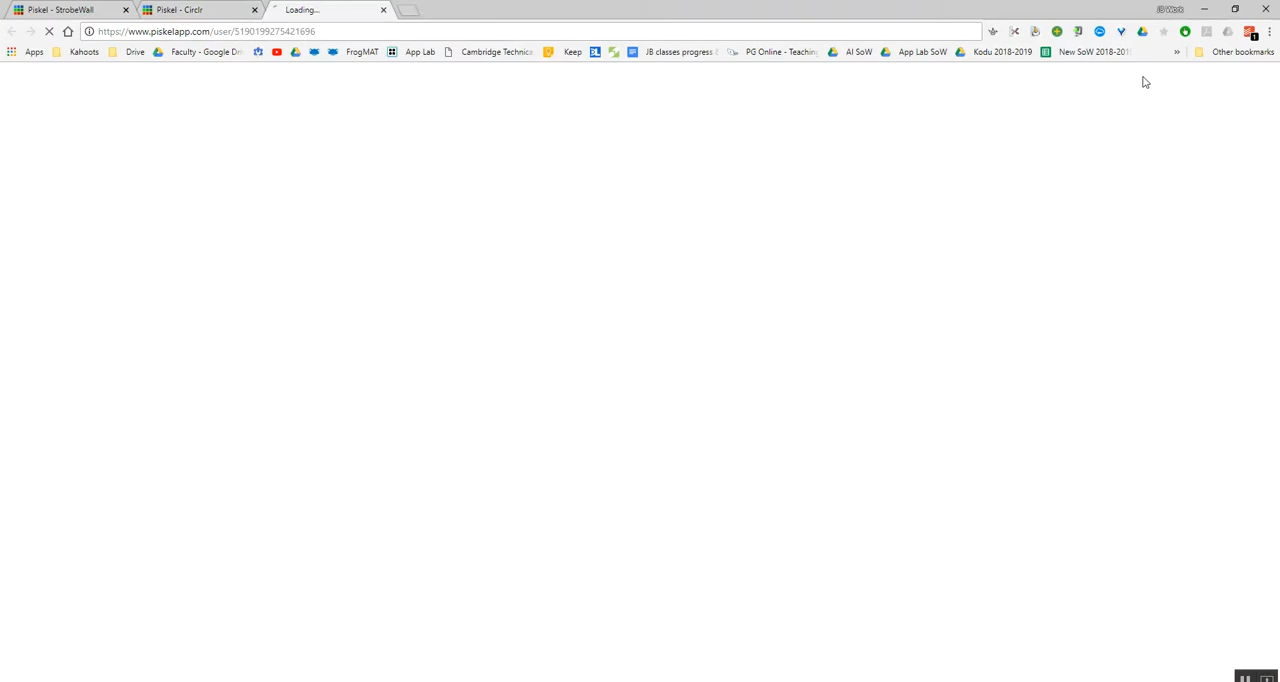 Piskel - StrobeWall Piskel - Circlr Loading... JB Work
https://www.piskelapp.com/user/5190199275421696
Apps Kahoots Drive Faculty - Google Dri FrogMAT App Lab Cambridge Technica Keep JB classes progress PG Online - Teaching AI SoW App Lab SoW Kodu 2018-2019 New SoW 2018-201 » Other bookmarks